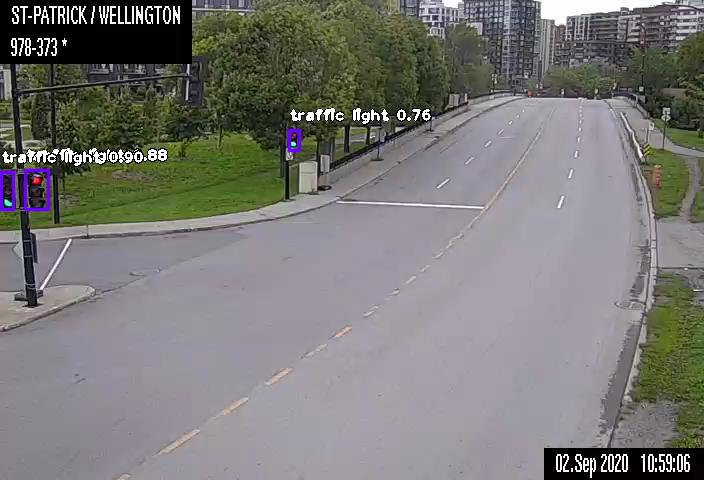 ST-PATRICK / WELLINGTON
978-373 *
traffic light 0.76
02.Sep 2020 10:59:06